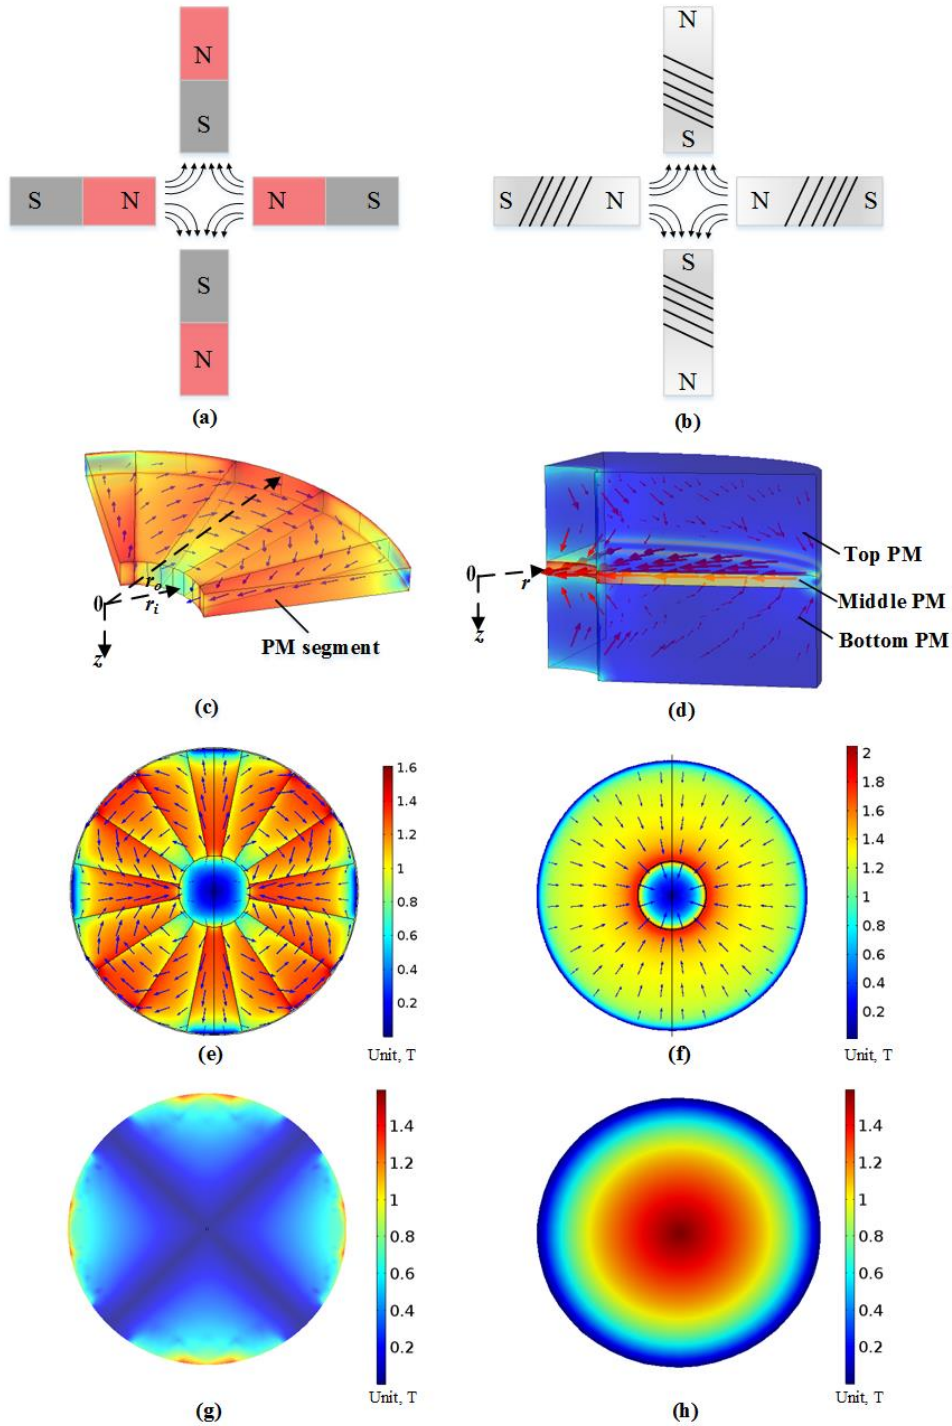 N
N
S
S
S
N
N
S
S
N
N
S
S
S
N
N
(a)
(b)
r_o
0
r_i
z
PM segment
Top PM
0
r
Middle PM
Bottom PM
z
(c)
(d)
1.6
1.4
1.2
1
0.8
0.6
0.4
0.2
Unit, T
(e)
2
1.8
1.6
1.4
1.2
1
0.8
0.6
0.4
0.2
Unit, T
(f)
1.4
1.2
1
0.8
0.6
0.4
0.2
Unit, T
(g)
1.4
1.2
1
0.8
0.6
0.4
0.2
Unit, T
(h)